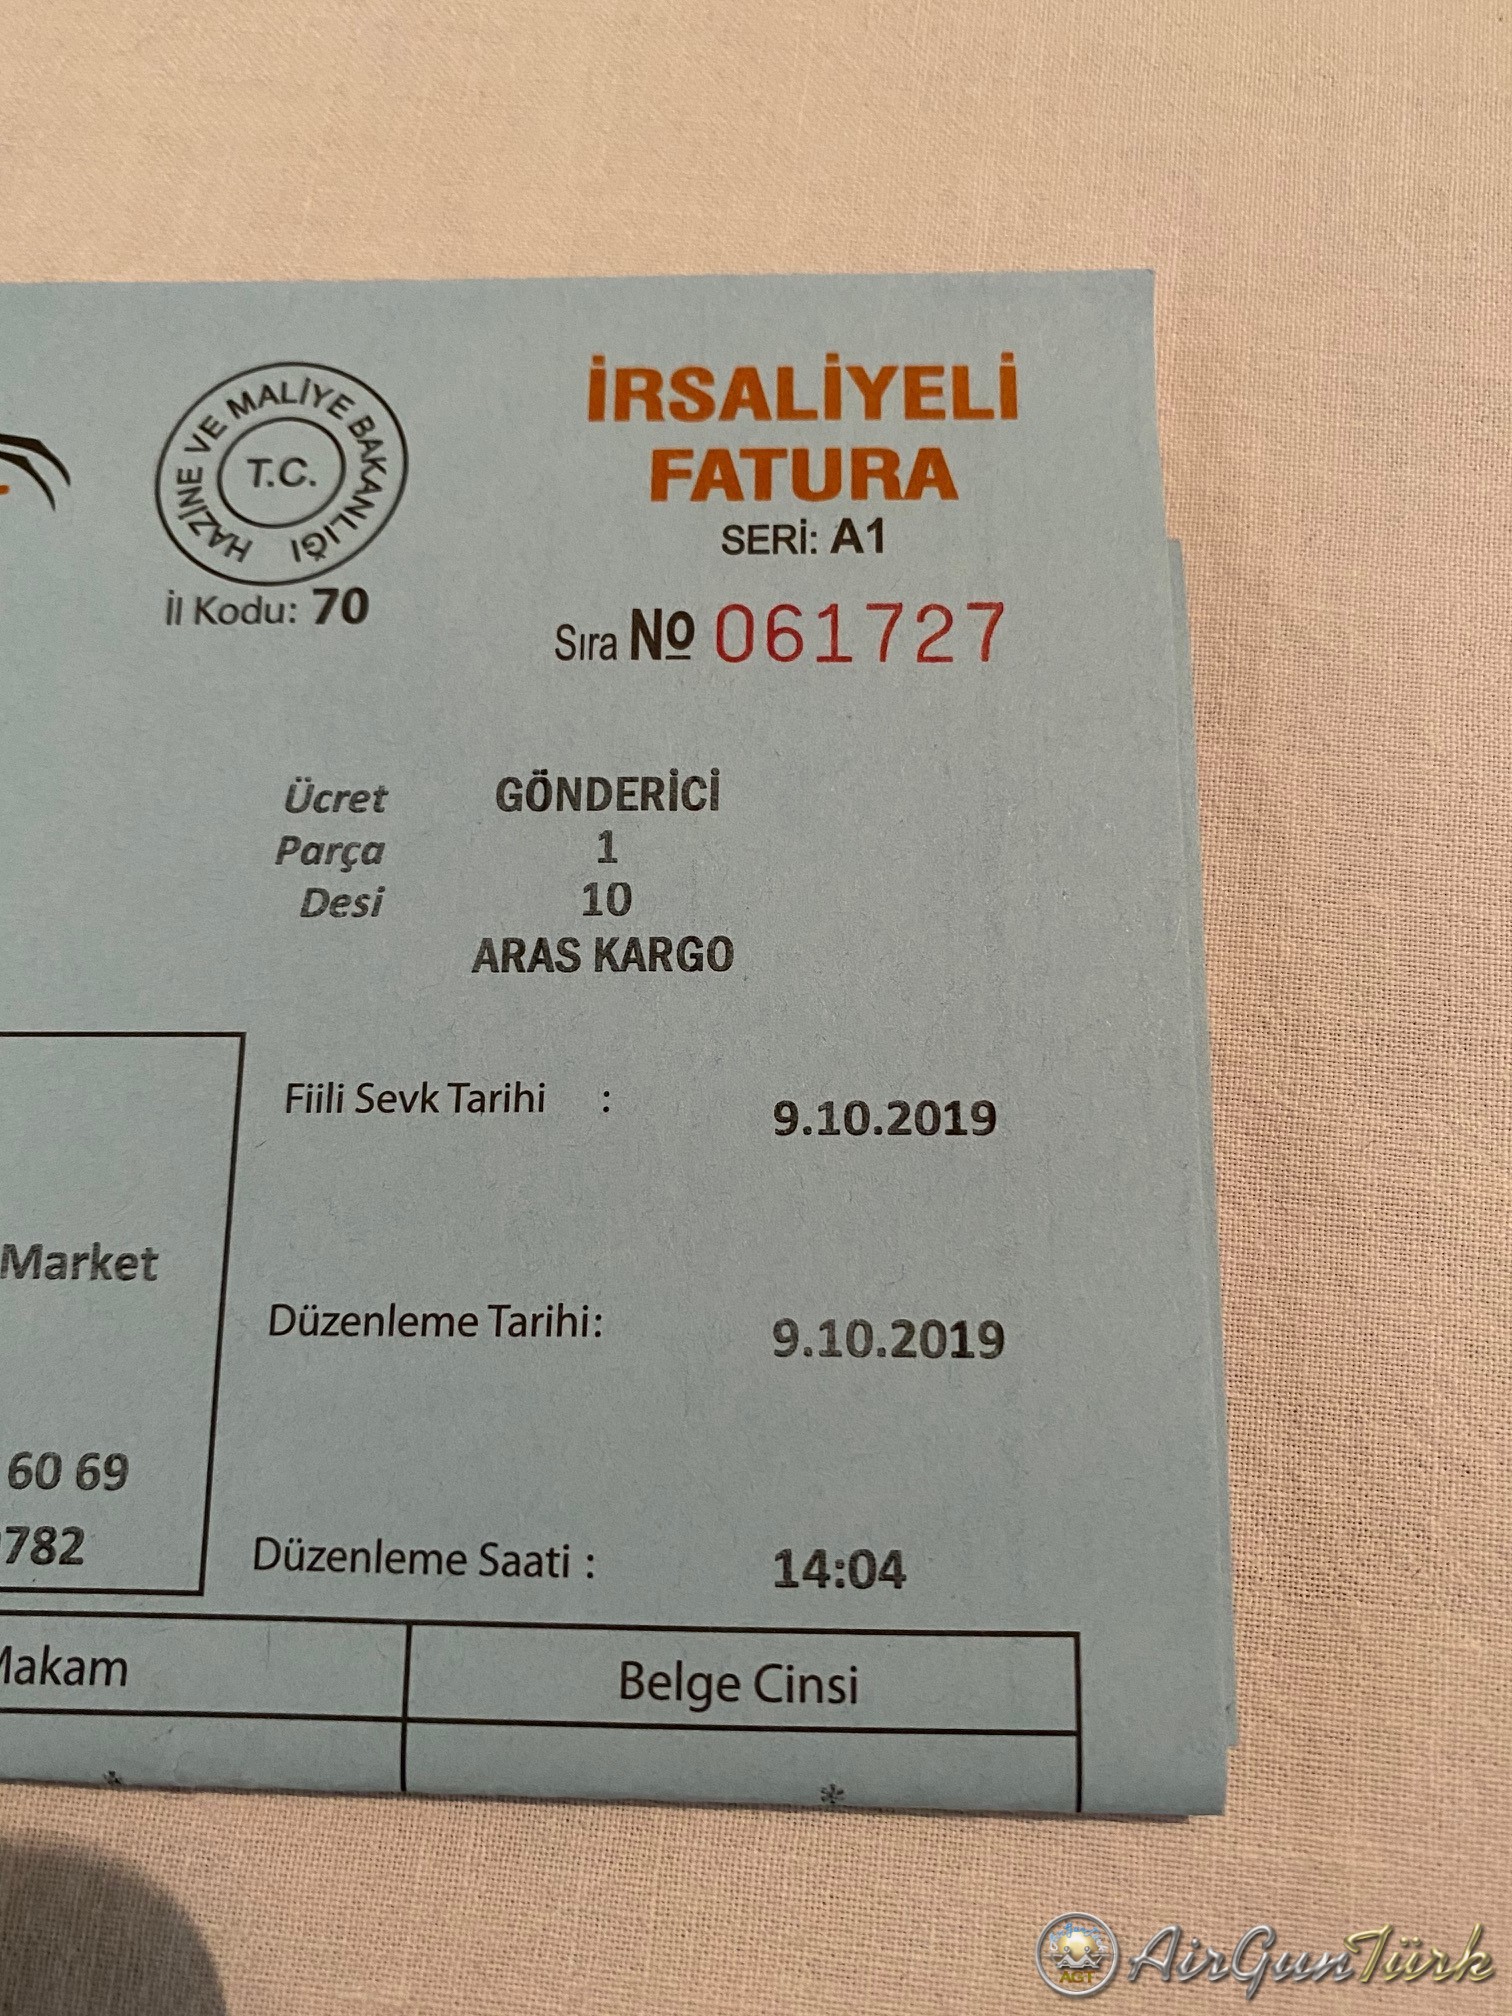 İRSALİYELİ
FATURA
SERİ: A1
HAZİNE VE MALİYE BAKANLIĞI
T.C.
İl Kodu: 70
Sıra No 061727
Ücret GÖNDERİCİ
Parça 1
Desi 10
ARAS KARGO
Fiili Sevk Tarihi : 9.10.2019
Market
Düzenleme Tarihi: 9.10.2019
60 69
782
Düzenleme Saati : 14:04
Makam Belge Cinsi
* *
AGT AirGunTürk